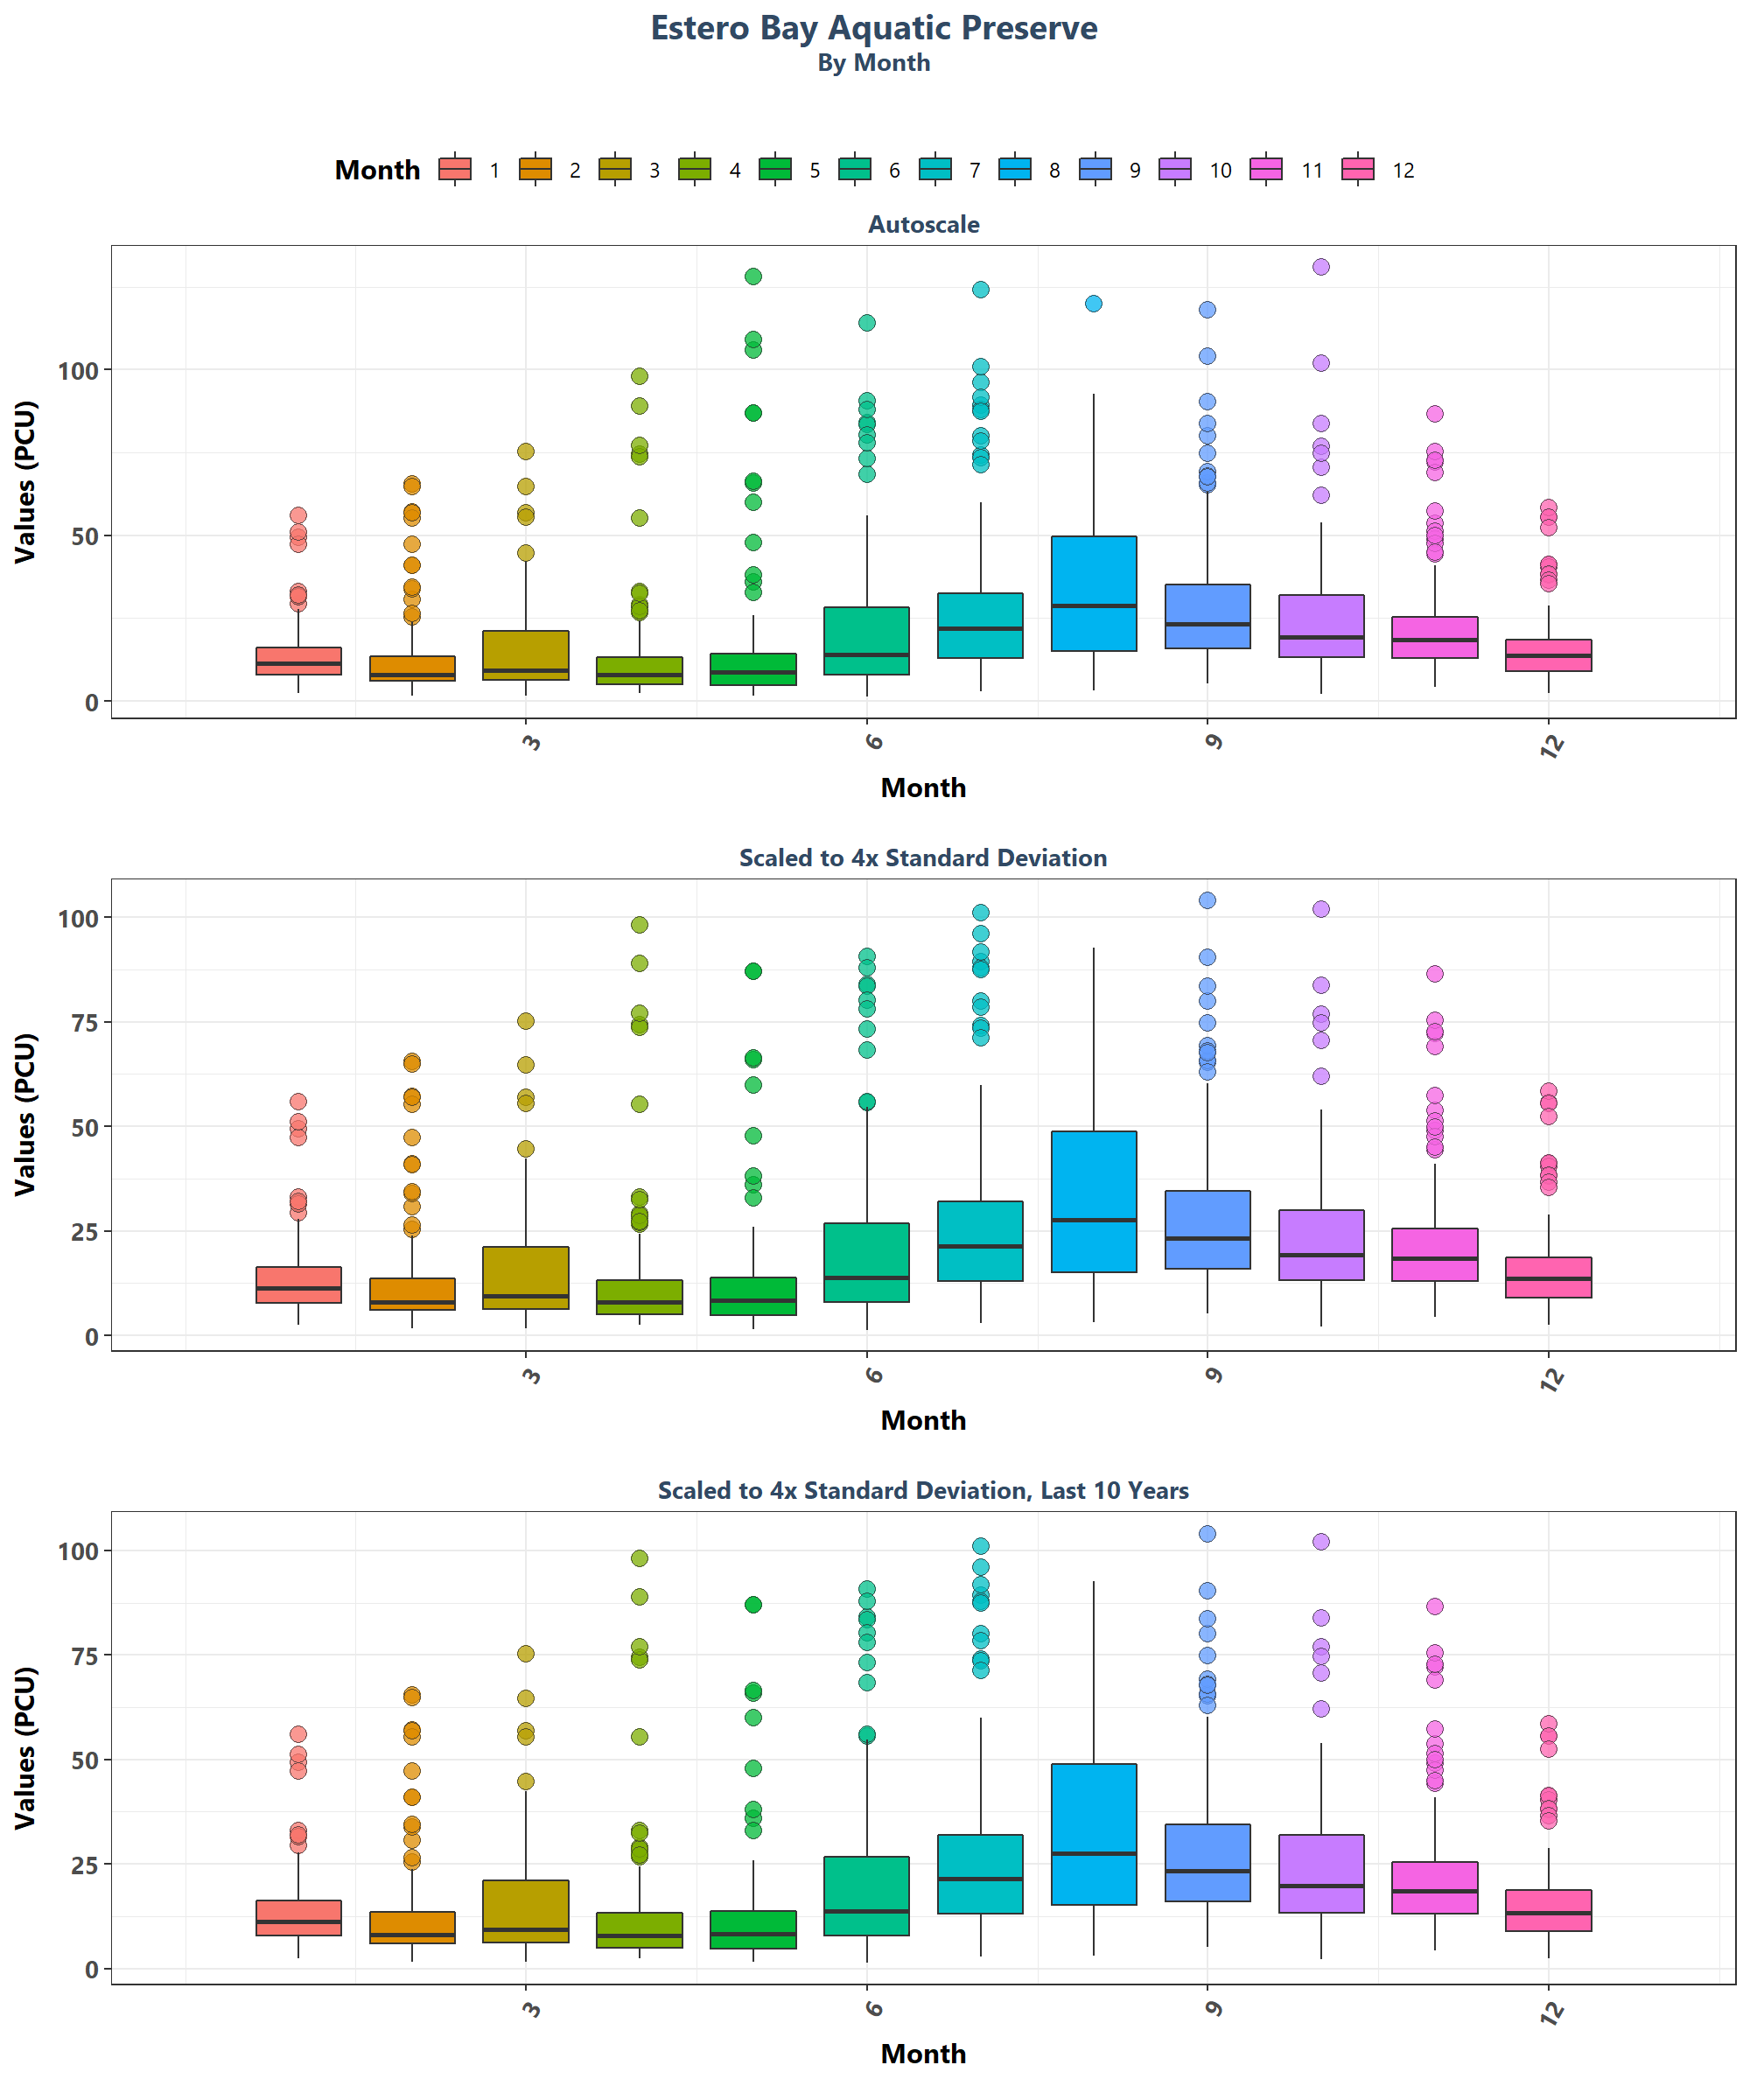 Estero Bay Aquatic Preserve
By Month
Month 1 2 3 4 5 6 7 8 9 10 11 12
Autoscale
Values (PCU)
100
50
0
3 6 9 12
Month
Scaled to 4x Standard Deviation
Values (PCU)
100
75
50
25
0
3 6 9 12
Month
Scaled to 4x Standard Deviation, Last 10 Years
Values (PCU)
100
75
50
25
0
3 6 9 12
Month